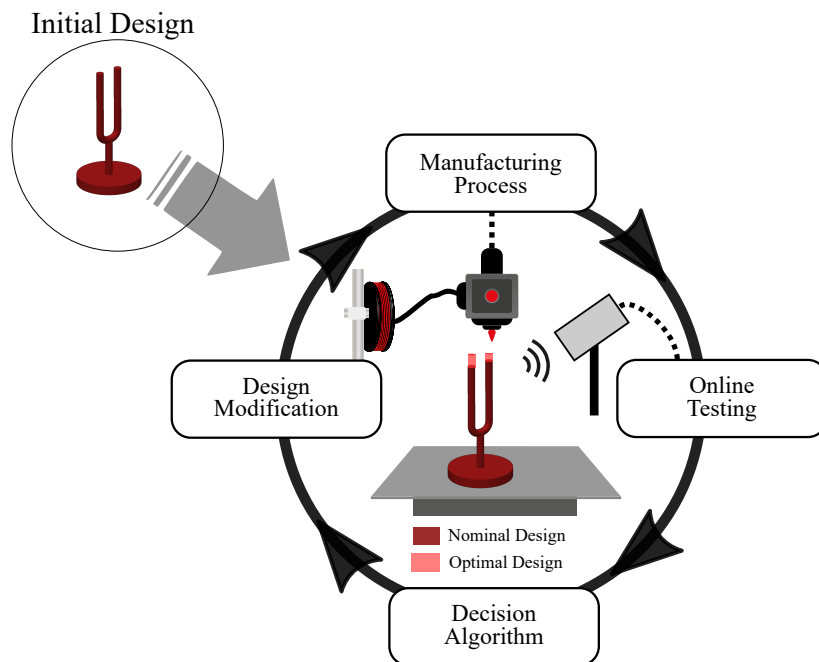 Initial Design
Manufacturing
Process
Design
Modification
Online
Testing
Nominal Design
Optimal Design
Decision
Algorithm